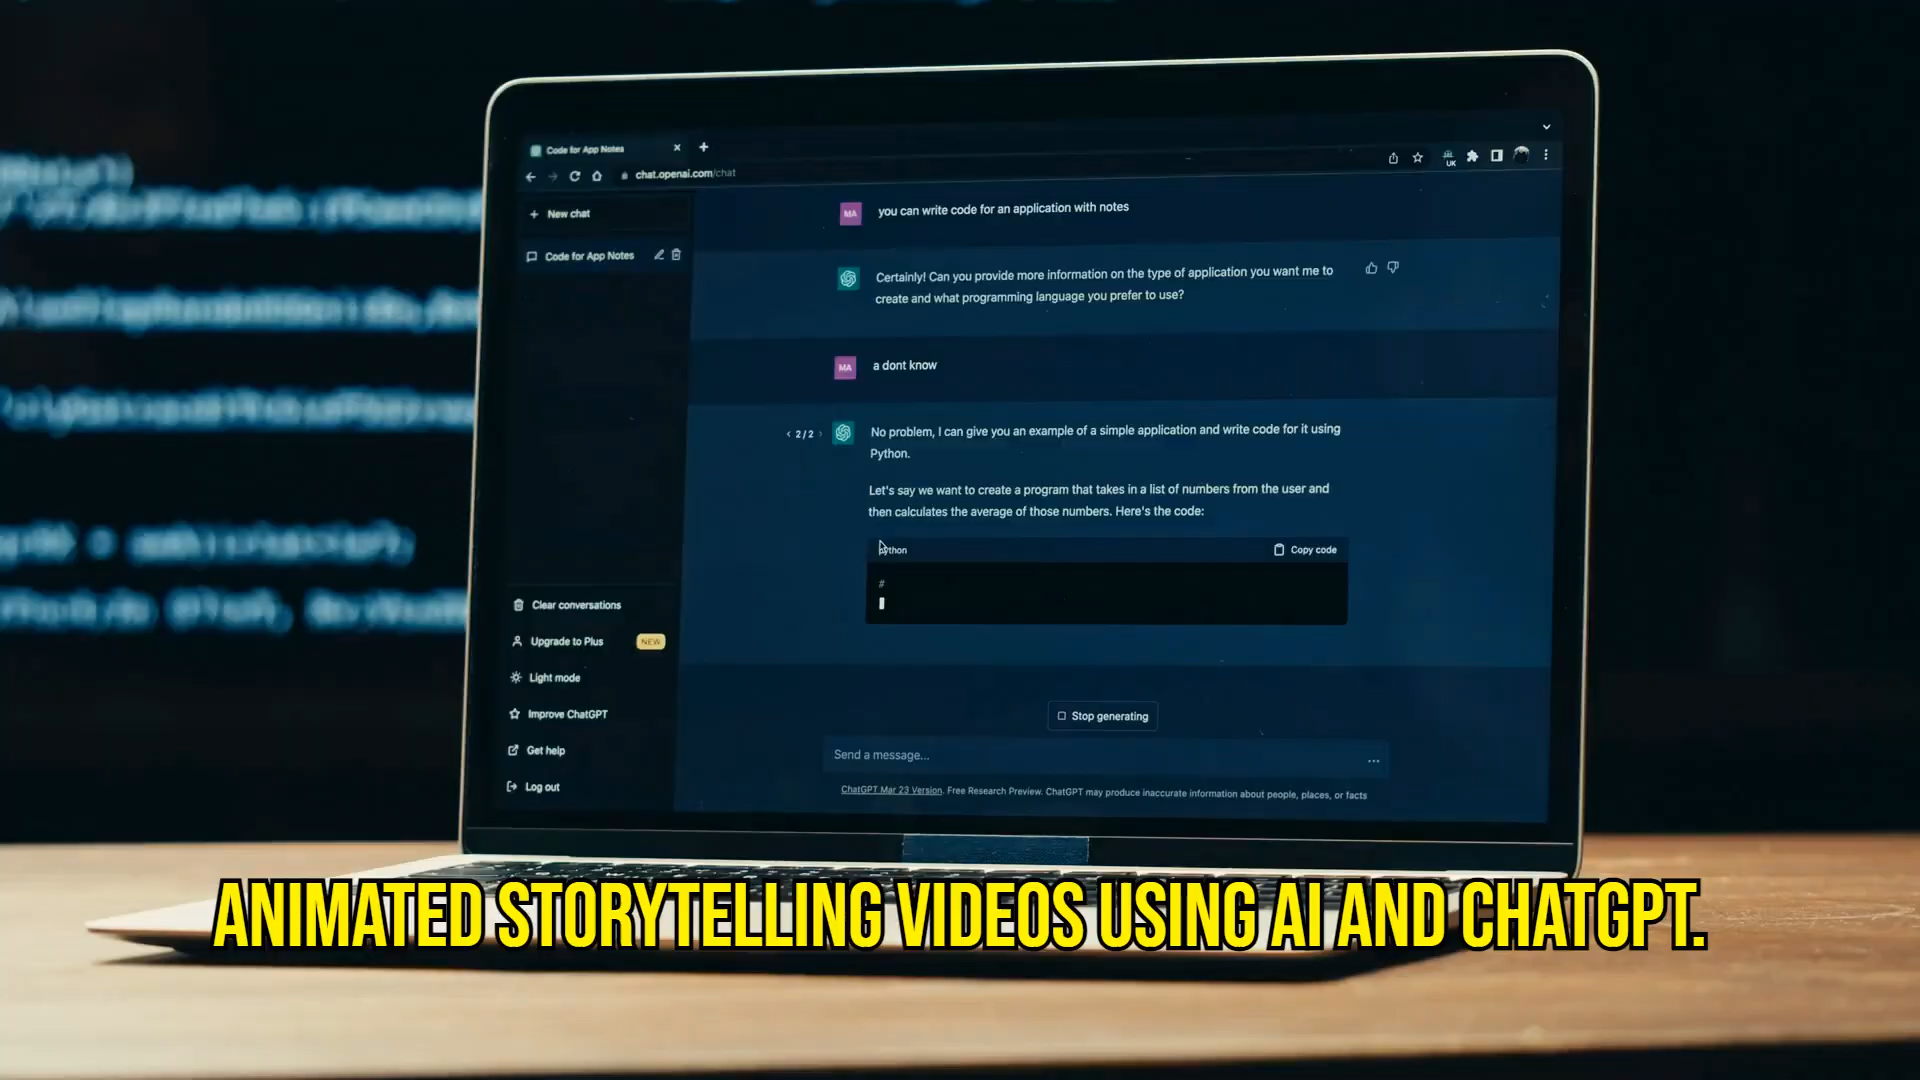 Code for App Notes
chat.openai.com/chat
UK
New chat
Code for App Notes
MA
you can write code for an application with notes
Certainly! Can you provide more information on the type of application you want me to
create and what programming language you prefer to use?
MA
a dont know
< 2/2 >
No problem, I can give you an example of a simple application and write code for it using
Python.
Let's say we want to create a program that takes in a list of numbers from the user and
then calculates the average of those numbers. Here's the code:
python
Copy code
#
Clear conversations
Upgrade to Plus
NEW
Light mode
Improve ChatGPT
Get help
Log out
Stop generating
Send a message...
ChatGPT Mar 23 Version. Free Research Preview. ChatGPT may produce inaccurate information about people, places, or facts
ANIMATED STORYTELLING VIDEOS USING AI AND CHATGPT.